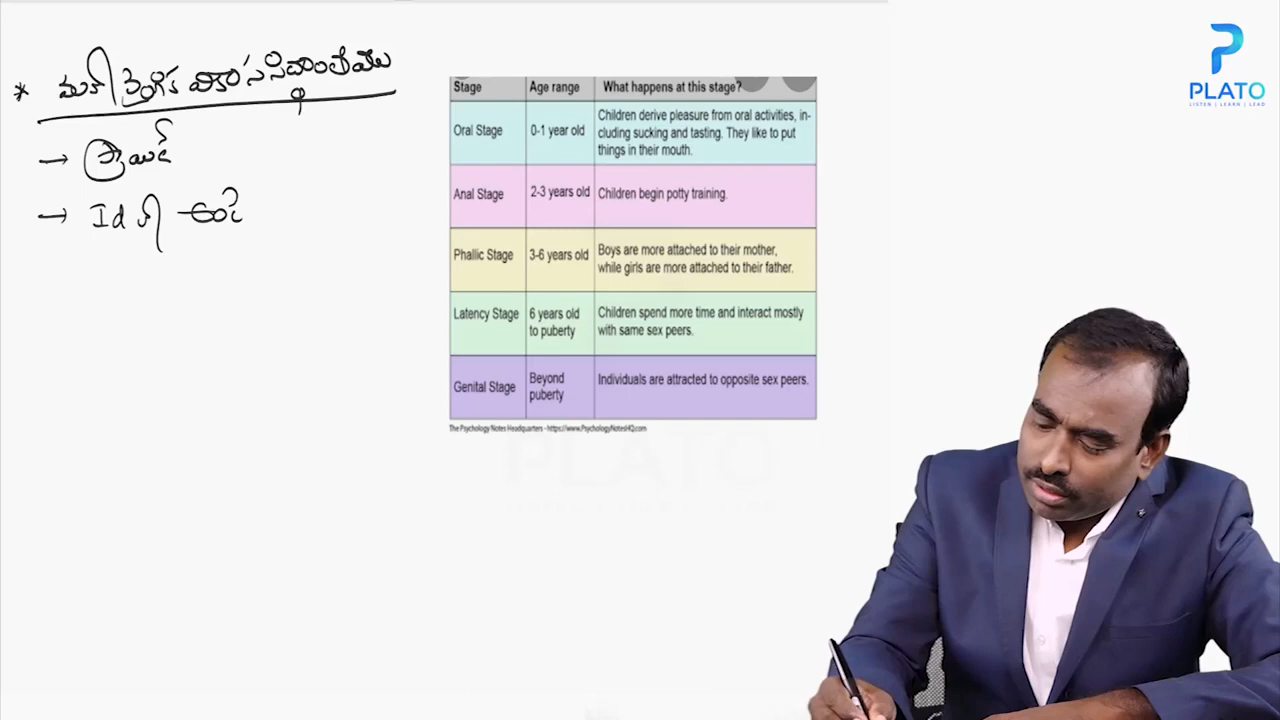 * మనో లైంగిక వికాస సిద్ధాంతము
→ ఫ్రాయిడ్
→ Id ని
Stage Age range What happens at this stage?
Oral Stage 0-1 year old Children derive pleasure from oral activities, in-
cluding sucking and tasting. They like to put
things in their mouth.
Anal Stage 2-3 years old Children begin potty training.
Phallic Stage 3-6 years old Boys are more attached to their mother,
while girls are more attached to their father.
Latency Stage 6 years old to puberty Children spend more time and interact mostly
with same sex peers.
Genital Stage Beyond puberty Individuals are attracted to opposite sex peers.
The Psychology Notes Headquarters - https://www.PsychologyNotesHQ.com
PLATO
LISTEN | LEARN | LEAD
PLATO